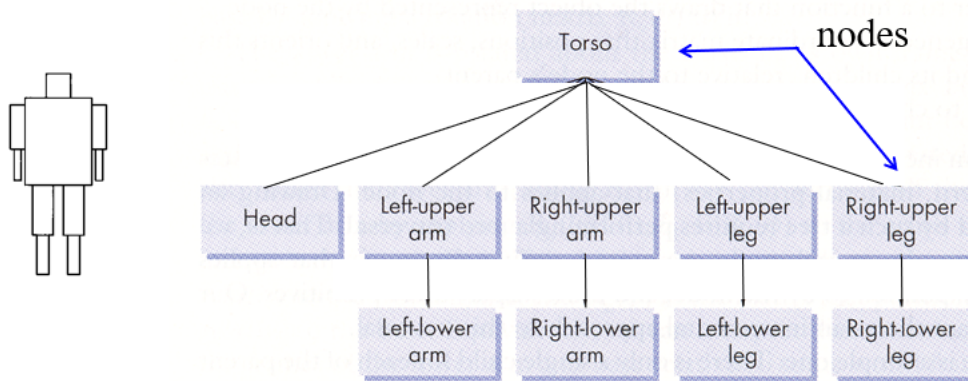 Torso
nodes
Head
Left-upper
arm
Right-upper
arm
Left-upper
leg
Right-upper
leg
Left-lower
arm
Right-lower
arm
Left-lower
leg
Right-lower
leg